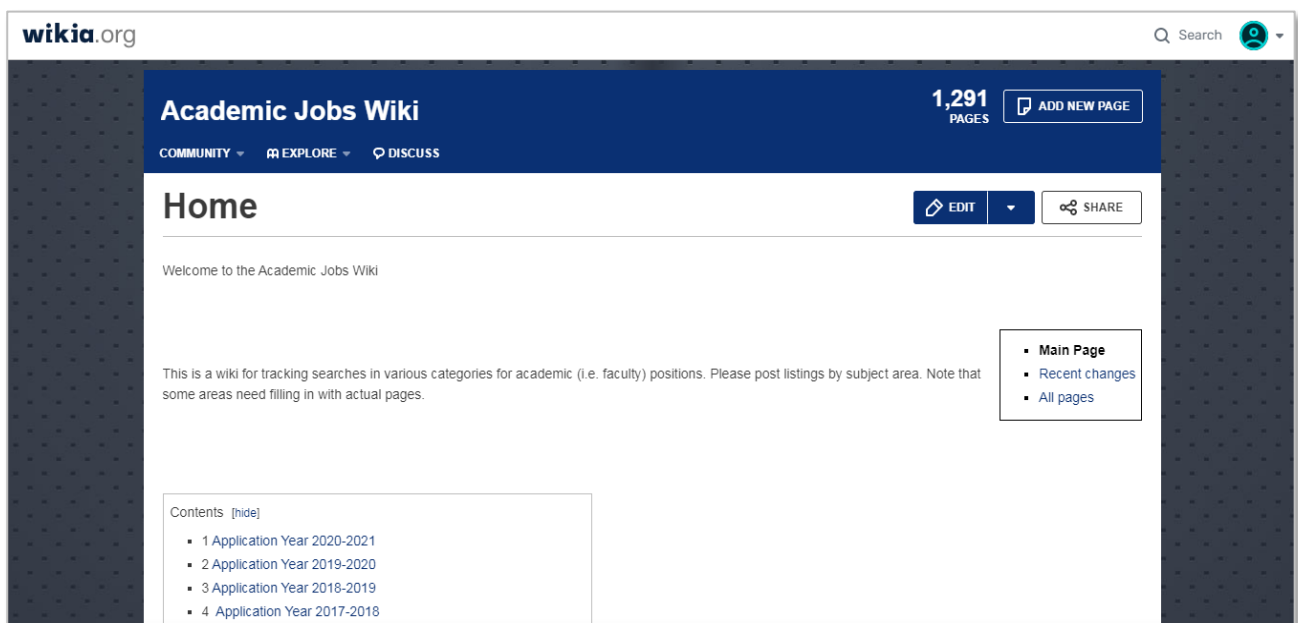 wikia.org
Search
Academic Jobs Wiki
1,291
PAGES
ADD NEW PAGE
COMMUNITY
EXPLORE
DISCUSS
Home
EDIT
SHARE
Welcome to the Academic Jobs Wiki
This is a wiki for tracking searches in various categories for academic (i.e. faculty) positions. Please post listings by subject area. Note that
some areas need filling in with actual pages.
Main Page
Recent changes
All pages
Contents [hide]
1 Application Year 2020-2021
2 Application Year 2019-2020
3 Application Year 2018-2019
4 Application Year 2017-2018